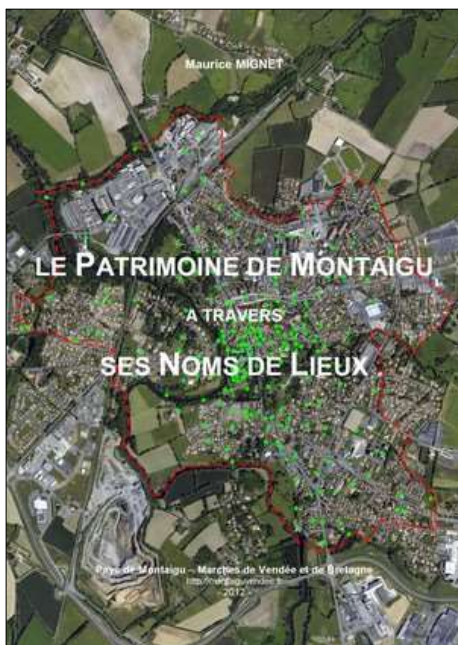 Maurice MIGNET
LE PATRIMOINE DE MONTAIGU
A TRAVERS
SES NOMS DE LIEUX
Pays de Montaigu – Marches de Vendée et de Bretagne
- 2012 -